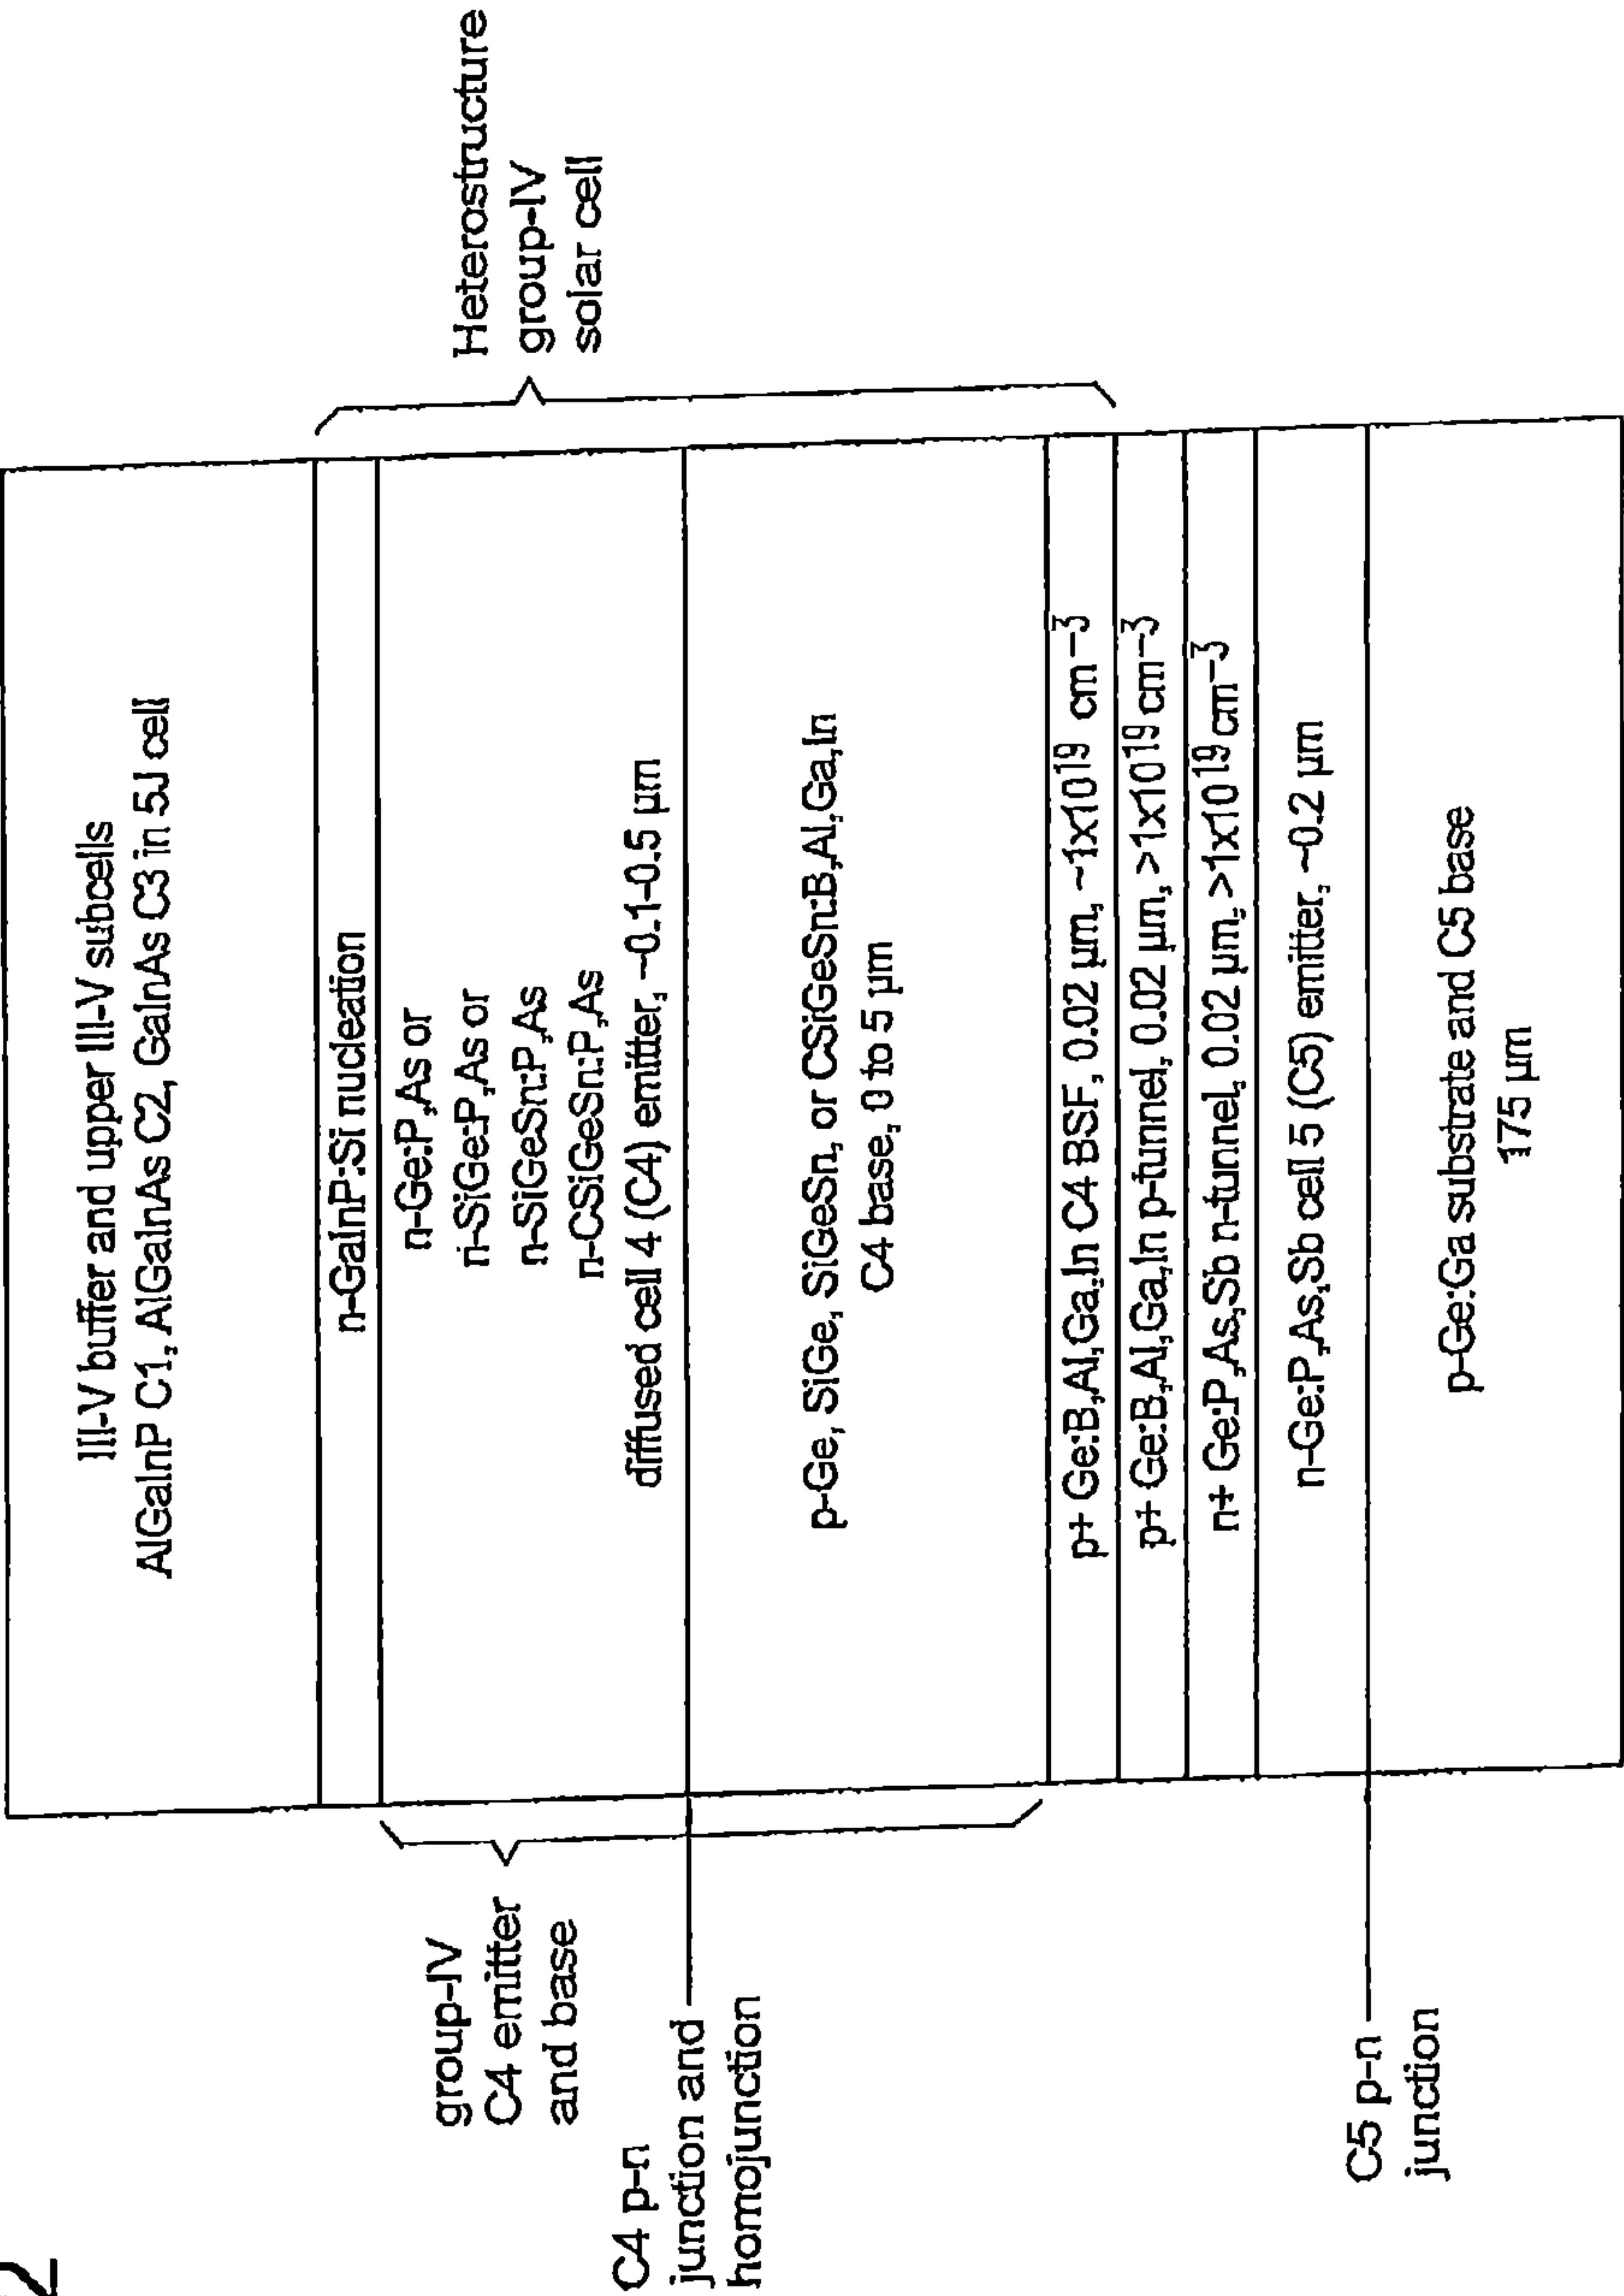 2
III-V buffer and upper III-V subcells
AlGaInP C1, AlGaInAs C2, GaInAs C3 in 5J cell
n-GaInP:Si nucleation
n-Ge:P,As or
n-SiGe:P,As or
n-SiGeSn:P,As
n-CSiGeSn:P,As
diffused cell 4 (C4) emitter, ~0.1-0.5 µm
p-Ge, SiGe, SiGeSn, or CSiGeSn:B,Al,Ga,In
C4 base, 0 to 5 µm
p+ Ge:B,Al,Ga,In C4 BSF, 0.02 µm, ~1x10¹⁹ cm⁻³
p+ Ge:B,Al,Ga,In p-tunnel, 0.02 µm, >1x10¹⁹ cm⁻³
n+ Ge:P,As,Sb n-tunnel, 0.02 µm, >1x10¹⁹ cm⁻³
n-Ge:P,As,Sb cell 5 (C5) emitter, ~0.2 µm
p-Ge:Ga substrate and C5 base
175 µm
group-IV
C4 emitter
and base
C4 p-n
junction and
homojunction
C5 p-n
junction
Heterostructure
group-IV
solar cell